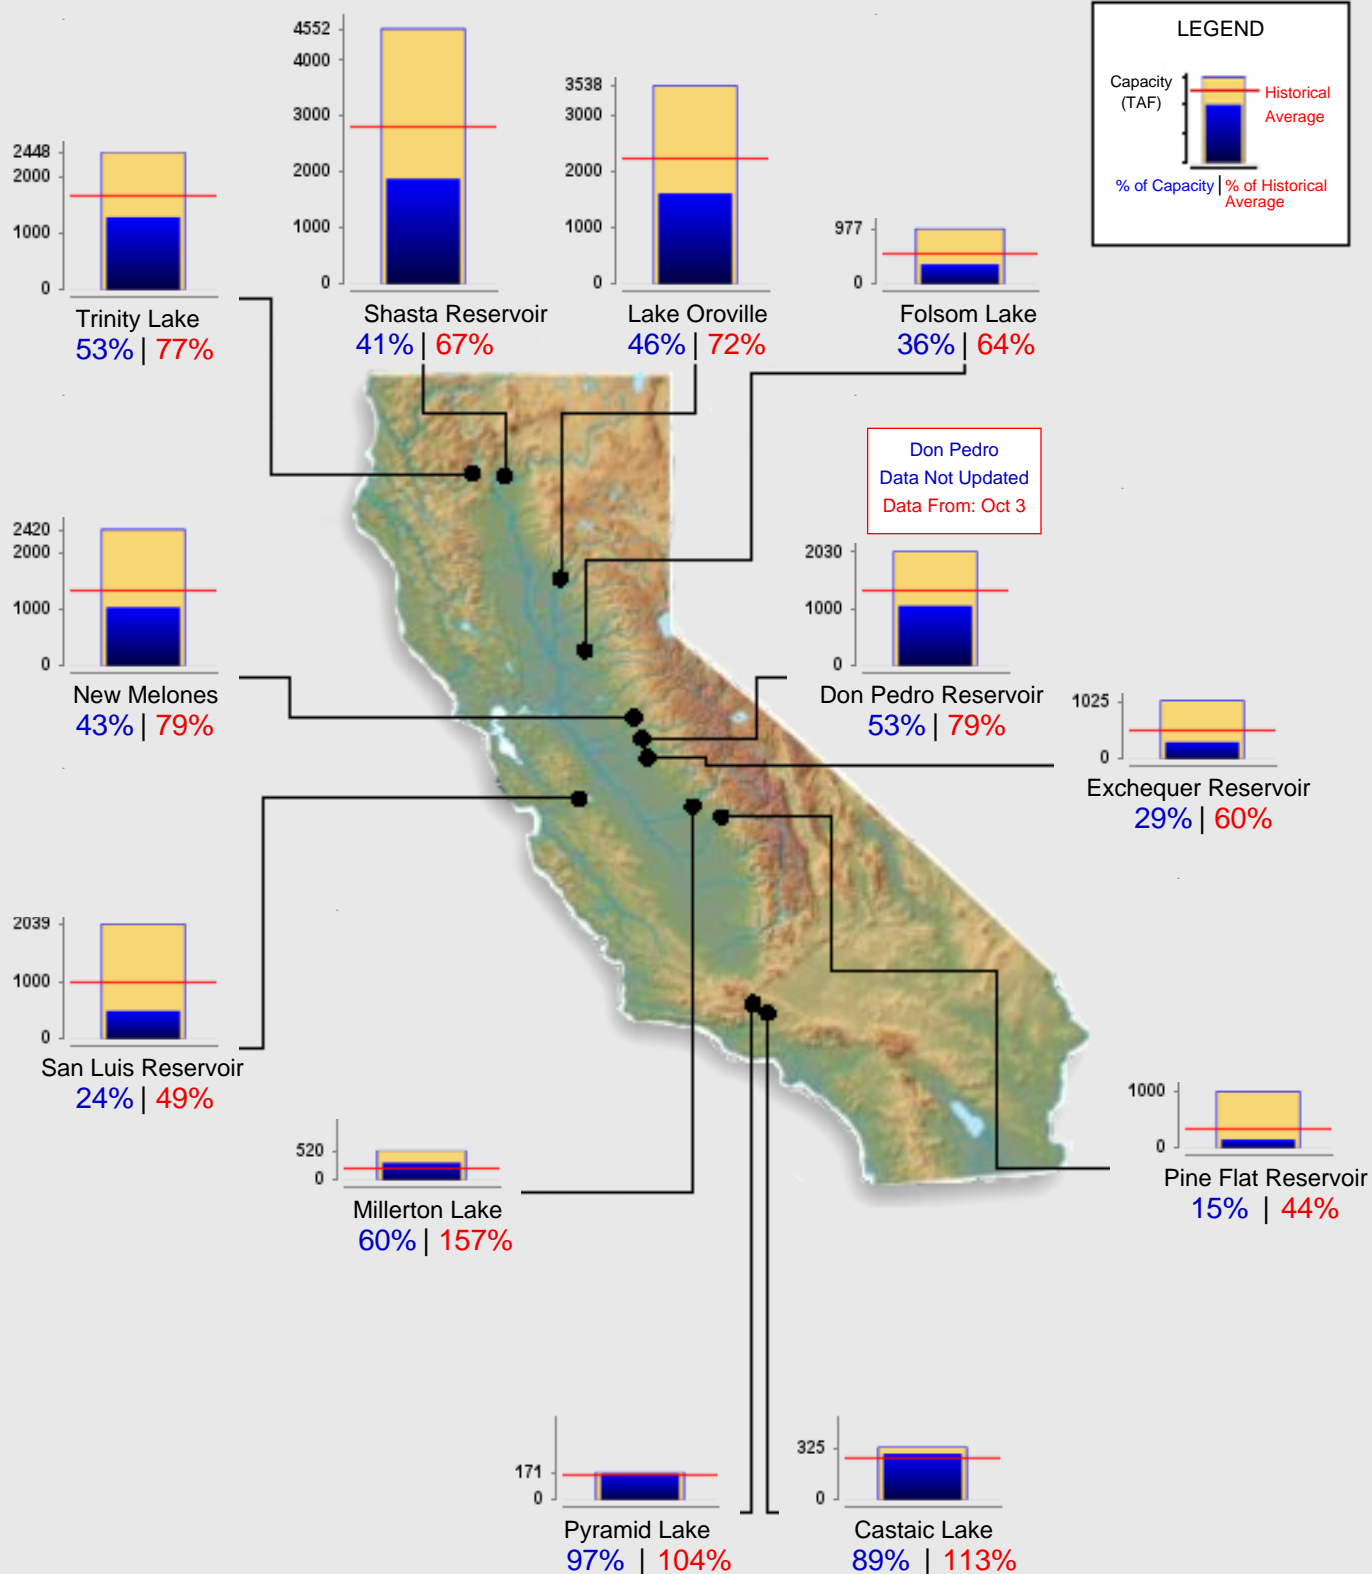 LEGEND
Capacity
(TAF)
Historical
Average
% of Capacity | % of Historical
Average
4552
4000
3000
2000
1000
0
Shasta Reservoir
41% | 67%
3538
3000
2000
1000
0
Lake Oroville
46% | 72%
2448
2000
1000
0
Trinity Lake
53% | 77%
977
0
Folsom Lake
36% | 64%
Don Pedro
Data Not Updated
Data From: Oct 3
2420
2000
1000
0
New Melones
43% | 79%
2030
1000
0
Don Pedro Reservoir
53% | 79%
1025
0
Exchequer Reservoir
29% | 60%
2039
1000
0
San Luis Reservoir
24% | 49%
520
0
Millerton Lake
60% | 157%
1000
0
Pine Flat Reservoir
15% | 44%
171
0
Pyramid Lake
97% | 104%
325
0
Castaic Lake
89% | 113%